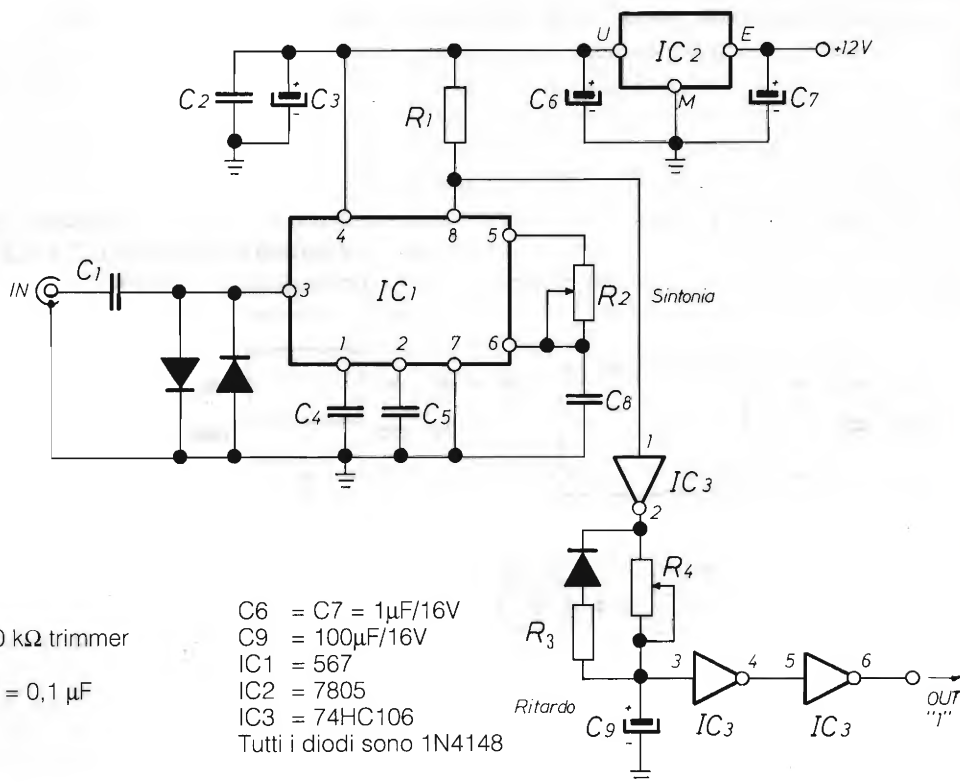 U
E
IC2
M
+12V
C2
C3
R1
C6
C7
4
8
5
IN
C1
3
IC1
R2
Sintonia
6
1
2
7
C4
C5
C8
1
IC3
2
R4
R3
3
4
5
6
Ritardo
C9
IC3
IC3
OUT
"1"
0 kΩ trimmer
= 0,1 µF
C6 = C7 = 1µF/16V
C9 = 100µF/16V
IC1 = 567
IC2 = 7805
IC3 = 74HC106
Tutti i diodi sono 1N4148